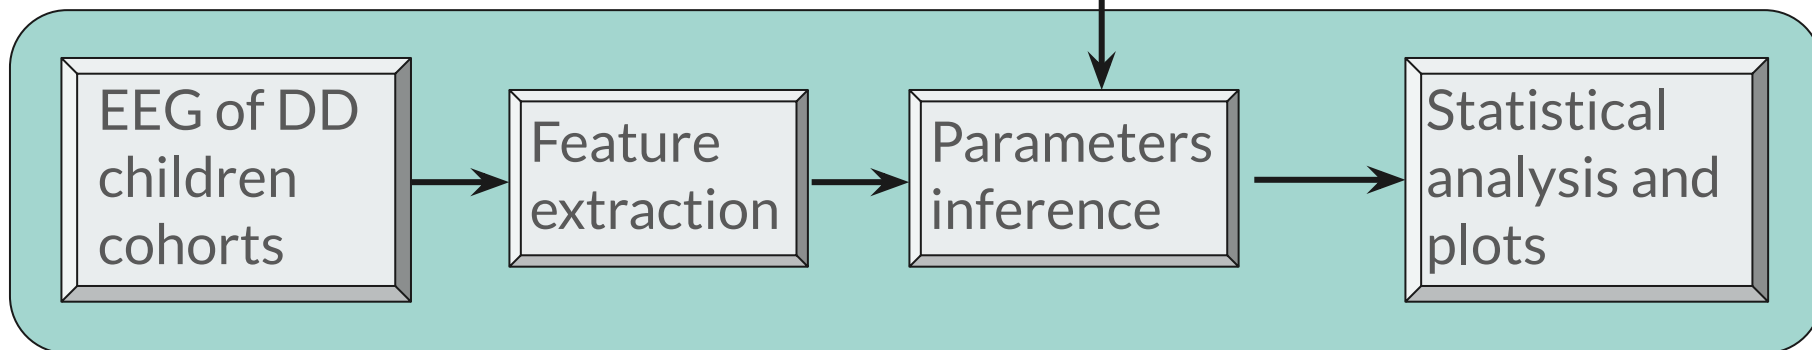 EEG of DD
children
cohorts
Feature
extraction
Parameters
inference
Statistical
analysis and
plots